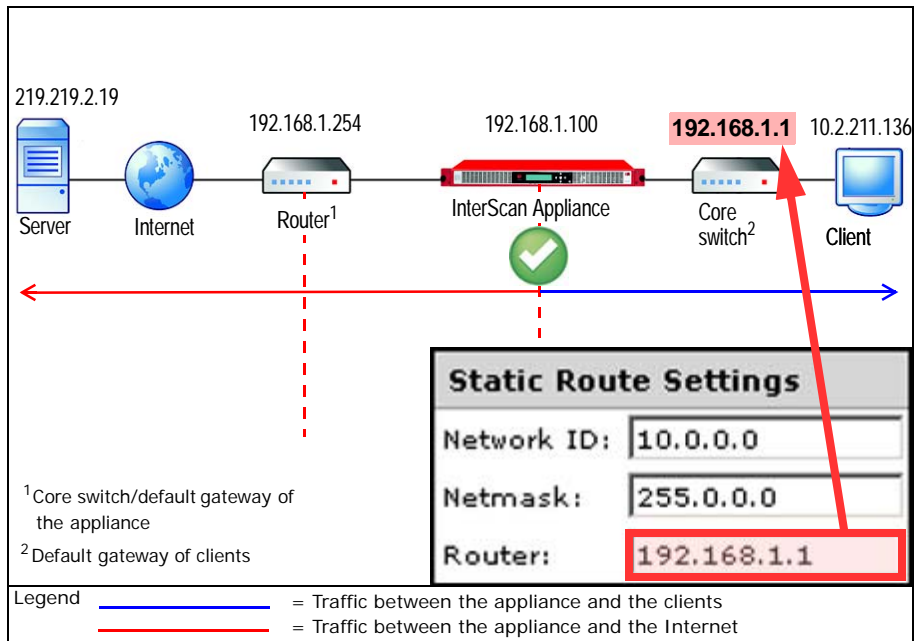 219.219.2.19
192.168.1.254
192.168.1.100
192.168.1.1
10.2.211.136
Server
Internet
Router1
InterScan Appliance
Core
switch2
Client
Static Route Settings
Network ID: 10.0.0.0
Netmask: 255.0.0.0
Router: 192.168.1.1
1Core switch/default gateway of
the appliance
2Default gateway of clients
Legend
= Traffic between the appliance and the clients
= Traffic between the appliance and the Internet